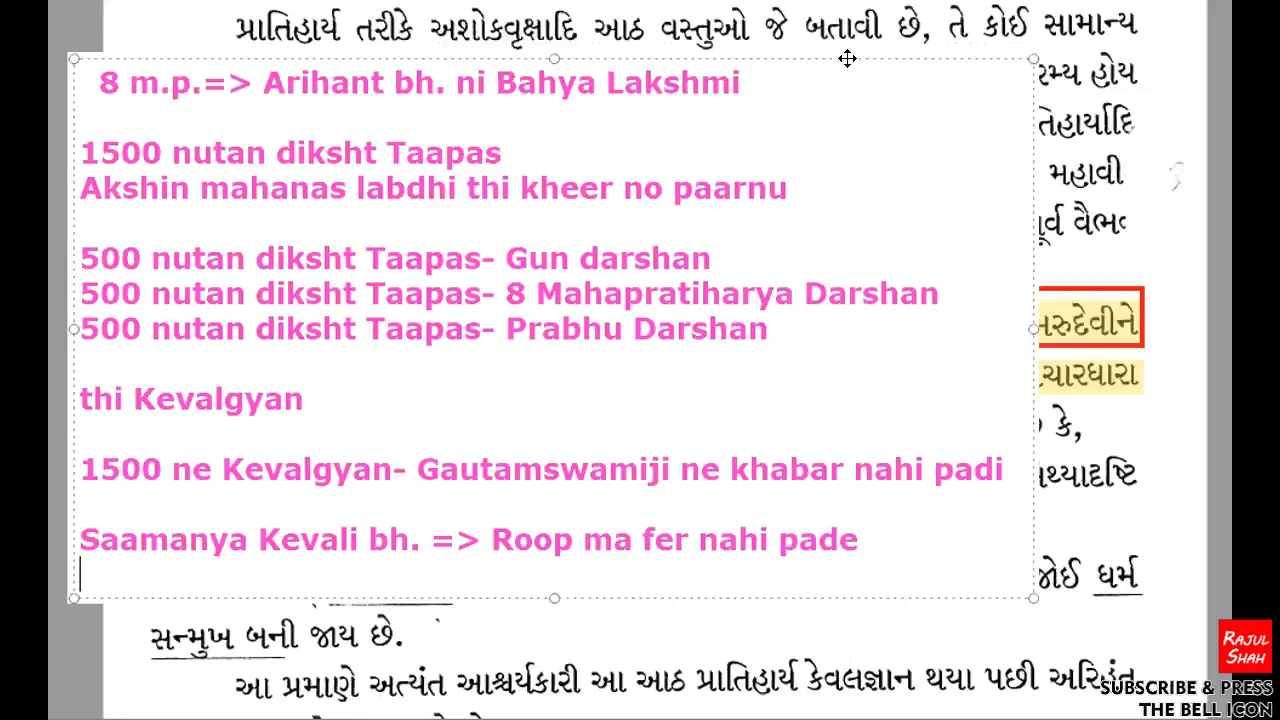 પ્રાતિહાર્ય તરીકે અશોકવૃક્ષાદિ આઠ વસ્તુઓ જે બતાવી છે, તે કોઈ સામાન્ય
રમ્ય હોય
8 m.p.=> Arihant bh. ni Bahya Lakshmi
1500 nutan diksht Taapas
મહાવી
Akshin mahanas labdhi thi kheer no paarnu
વૈભવ
500 nutan diksht Taapas- Gun darshan
500 nutan diksht Taapas- 8 Mahapratiharya Darshan
500 nutan diksht Taapas- Prabhu Darshan
thi Kevalgyan
કે,
1500 ne Kevalgyan- Gautamswamiji ne khabar nahi padi
Saamanya Kevali bh. => Roop ma fer nahi pade
જોઈ ધર્મ
સન્મુખ બની જાય છે.
આ પ્રમાણે અત્યંત આશ્ચર્યકારી આ આઠ પ્રાતિહાર્ય કેવલજ્ઞાન થયા પછી અરિહંત
RAJUL
SHAH
SUBSCRIBE & PRESS
THE BELL ICON